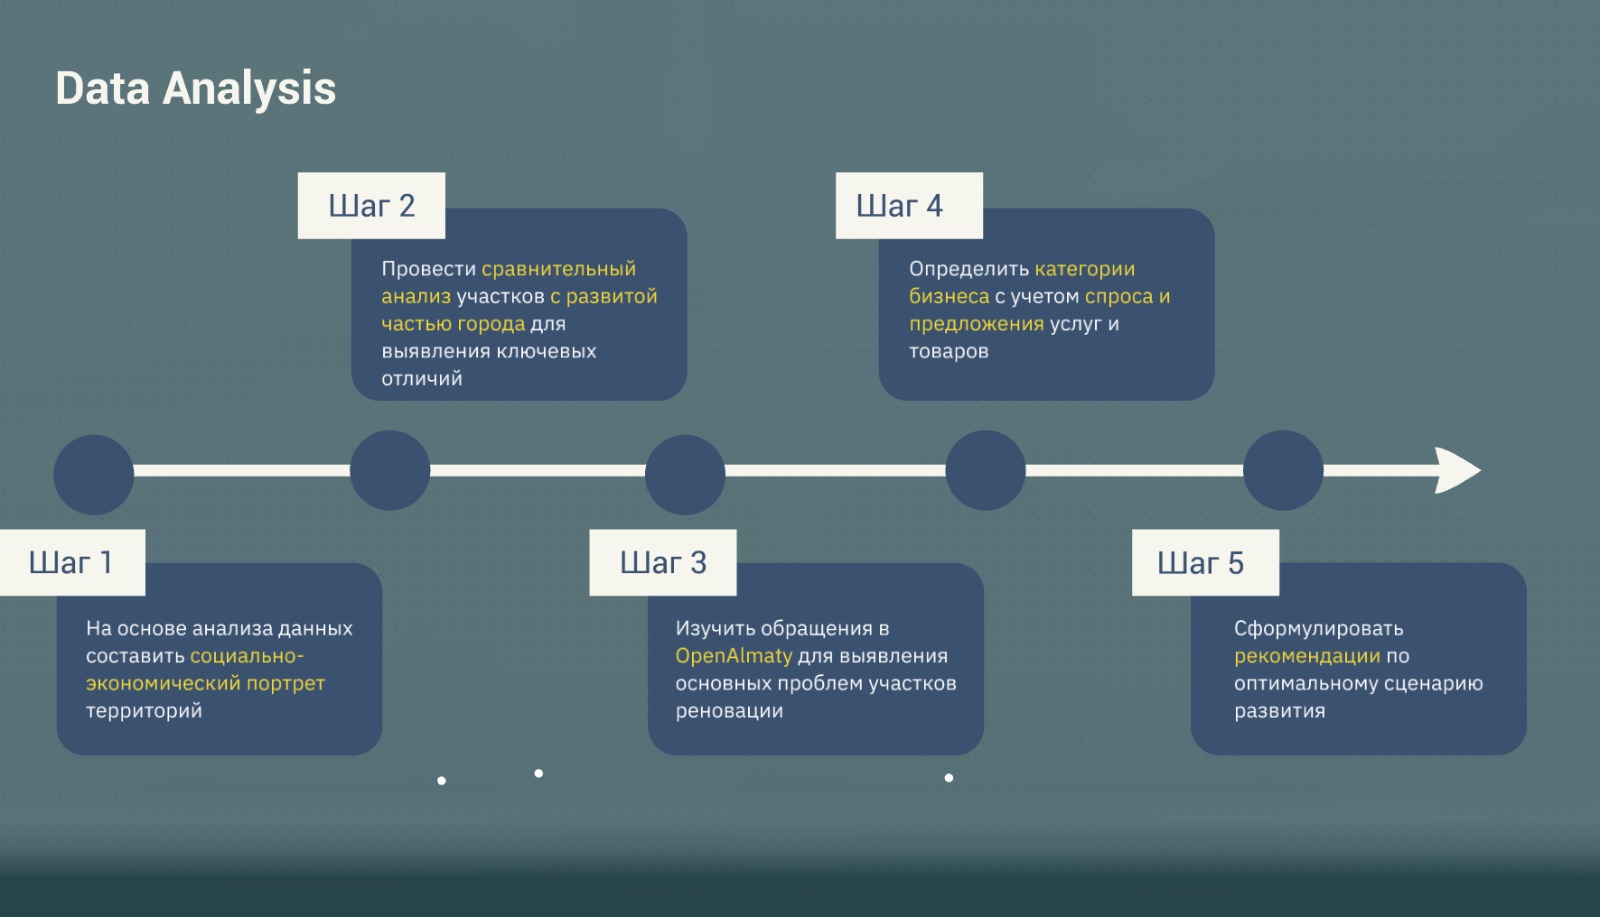 Data Analysis
Шаг 1
На основе анализа данных
составить социально-
экономический портрет
территорий
Шаг 2
Провести сравнительный
анализ участков с развитой
частью города для
выявления ключевых
отличий
Шаг 3
Изучить обращения в
OpenAlmaty для выявления
основных проблем участков
реновации
Шаг 4
Определить категории
бизнеса с учетом спроса и
предложения услуг и
товаров
Шаг 5
Сформулировать
рекомендации по
оптимальному сценарию
развития